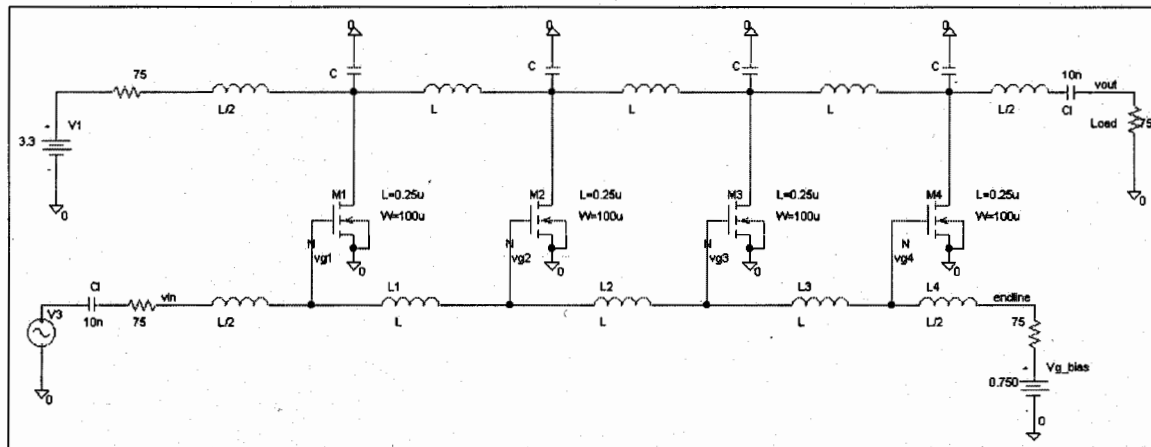 0 0 0 0
75 C C C C 10n vout
L/2 L L L L/2 CI
V1 Load 75
3.3
0 0
M1 L=0.25u M2 L=0.25u M3 L=0.25u M4 L=0.25u
W=100u W=100u W=100u W=100u
N N N N
vg1 0 vg2 0 vg3 0 vg4 0
CI vin L1 L2 L3 L4 endline
V3 75
10n 75 L/2 L L L L/2
Vg_bias
0.750
0 0